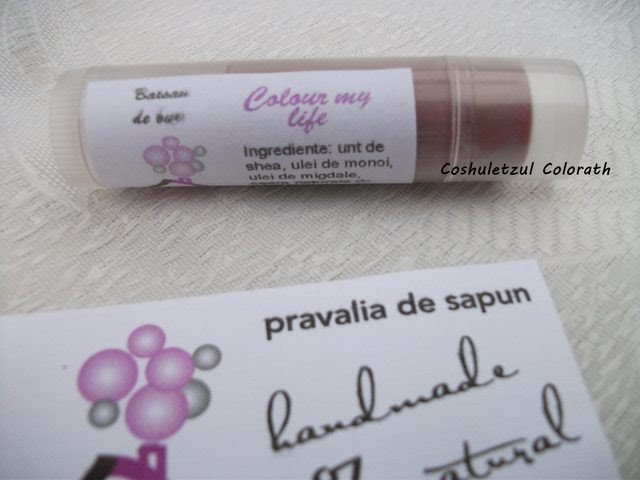 Balsam
de buze
Colour my
life
Ingrediente: unt de
shea, ulei de monoi,
ulei de migdale,
Coshuletzul Colorath
pravalia de sapun
handmade
natural